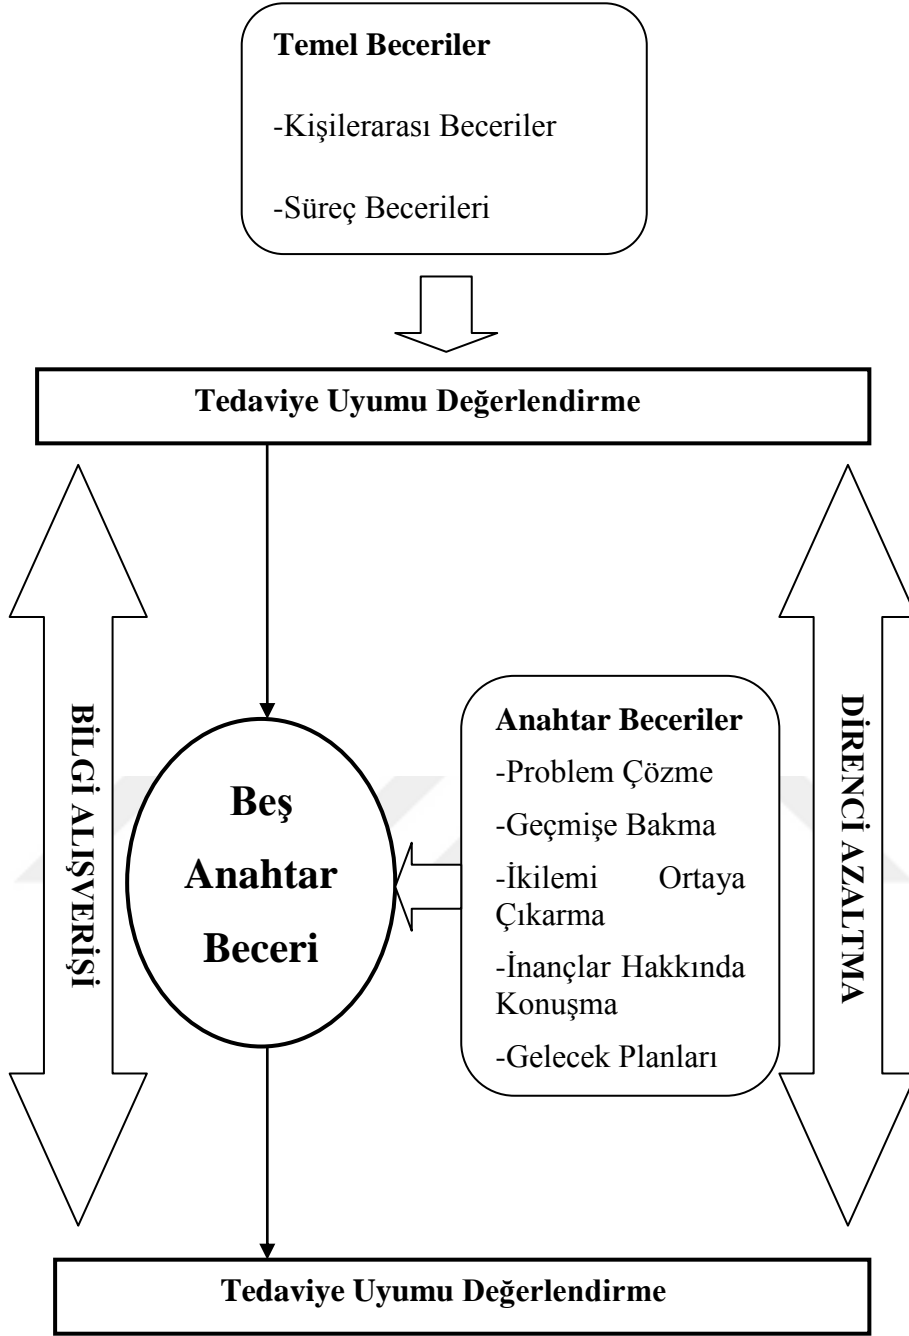 Temel Beceriler
-Kişilerarası Beceriler
-Süreç Becerileri
Tedaviye Uyumu Değerlendirme
BİLGİ ALIŞVERİŞİ
Beş
Anahtar
Beceri
Anahtar Beceriler
-Problem Çözme
-Geçmişe Bakma
-İkilemi Ortaya
Çıkarma
-İnançlar Hakkında
Konuşma
-Gelecek Planları
DİRENCİ AZALTMA
Tedaviye Uyumu Değerlendirme